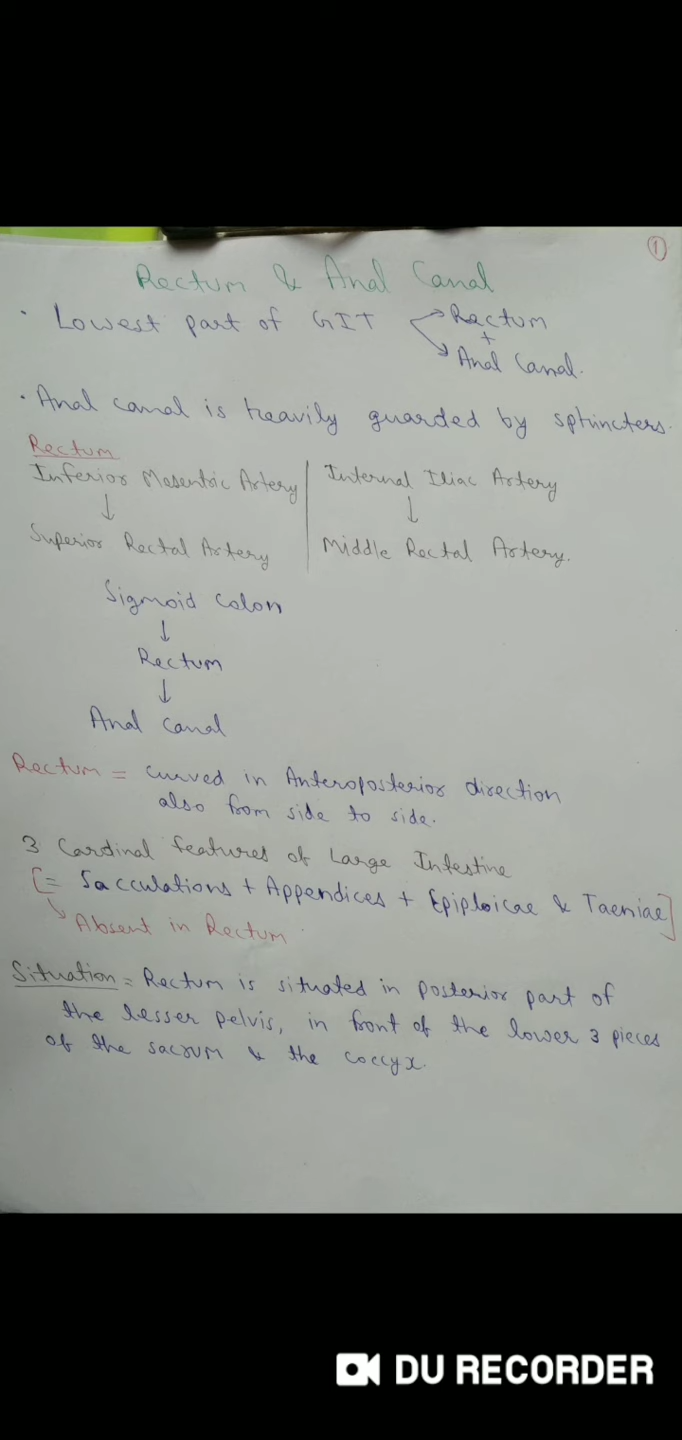 1
Rectum & Anal Canal
· Lowest part of GIT → Rectum
+
→ Anal Canal.
· Anal canal is heavily guarded by sphincters.
Rectum
Inferior Mesentric Artery | Internal Iliac Artery
↓ ↓
Superior Rectal Artery | Middle Rectal Artery.
Sigmoid Colon
↓
Rectum
↓
Anal Canal
Rectum = curved in Anteroposterior direction
also from side to side.
3 Cardinal features of Large Intestine
[= Sacculations + Appendices + Epiploicae & Taeniae]
↘ Absent in Rectum.
Situation = Rectum is situated in posterior part of
the lesser pelvis, in front of the lower 3 pieces
of the sacrum & the coccyx.
DU RECORDER